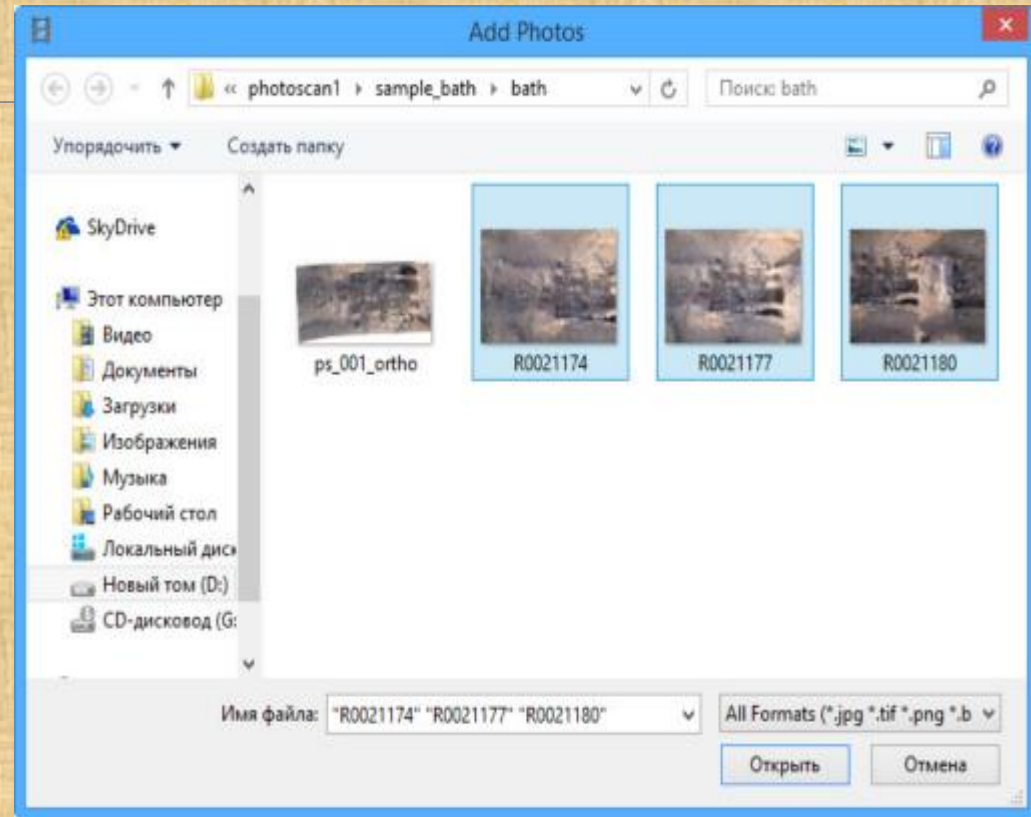 Add Photos
« photoscan1 sample_bath bath
Поиск: bath
Упорядочить Создать папку
SkyDrive
Этот компьютер
Видео
Документы
Загрузки
Изображения
Музыка
Рабочий стол
Локальный диск
Новый том (D:)
CD-дисковод (G:
ps_001_ortho
R0021174
R0021177
R0021180
Имя файла: "R0021174" "R0021177" "R0021180"
All Formats (*.jpg *.tif *.png *.b
Открыть
Отмена